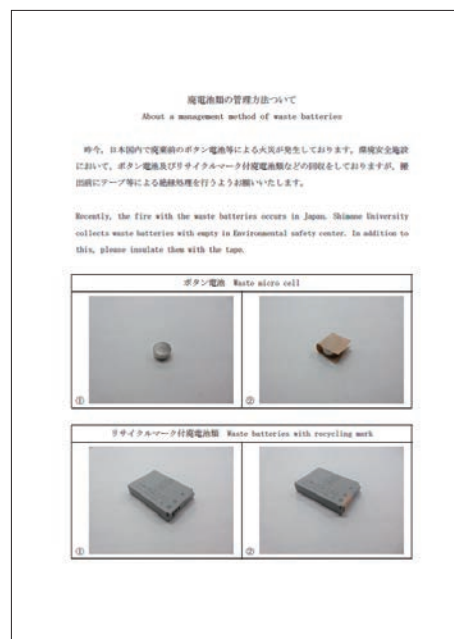 廃電池類の管理方法ついて
About a management method of waste batteries
昨今、日本国内で廃棄前のボタン電池等による火災が発生しております。環境安全施設
において、ボタン電池及びリサイクルマーク付廃電池類などの回収をしておりますが、搬
出前にテープ等による絶縁処理を行うようお願いいたします。
Recently, the fire with the waste batteries occurs in Japan. Shimane University
collects waste batteries with empty in Environmental safety center. In addition to
this, please insulate them with the tape.
ボタン電池 Waste micro cell
① ②
リサイクルマーク付廃電池類 Waste batteries with recycling mark
① ②